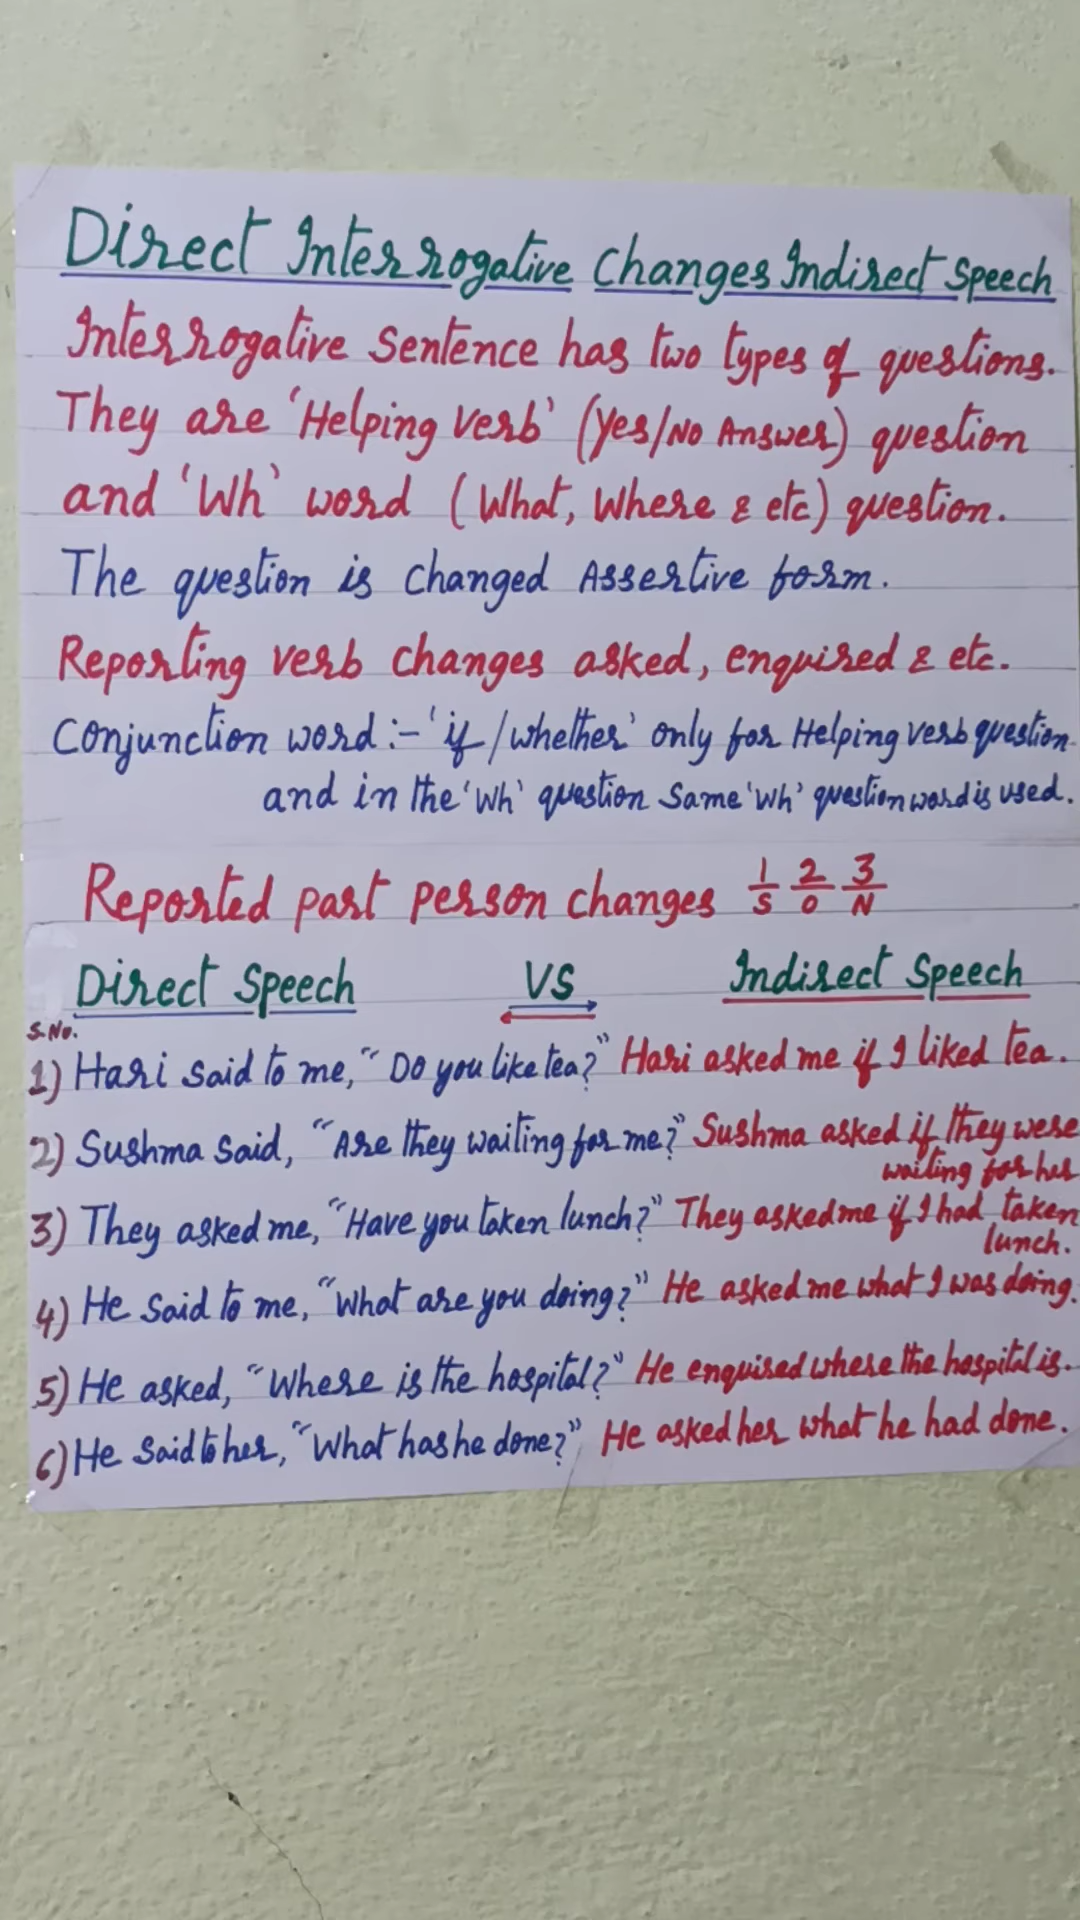 Direct Interrogative Changes Indirect Speech
Interrogative Sentence has two types of questions.
They are 'Helping verb' (Yes/No Answer) question
and 'Wh' word (What, Where & etc) question.
The question is changed Assertive form.
Reporting verb changes asked, enquired & etc.
Conjunction word :- 'if/whether' only for Helping verb question
and in the 'Wh' question Same 'Wh' question word is used.
Reported part person changes 1/S 2/O 3/N
Direct Speech VS Indirect Speech
S.No.
1) Hari said to me, "Do you like tea?" Hari asked me if I liked tea.
2) Sushma said, "Are they waiting for me?" Sushma asked if they were
waiting for her
3) They asked me, "Have you taken lunch?" They asked me if I had taken
lunch.
4) He said to me, "What are you doing?" He asked me what I was doing.
5) He asked, "Where is the hospital?" He enquired where the hospital is.
6) He said to her, "What has he done?" He asked her what he had done.